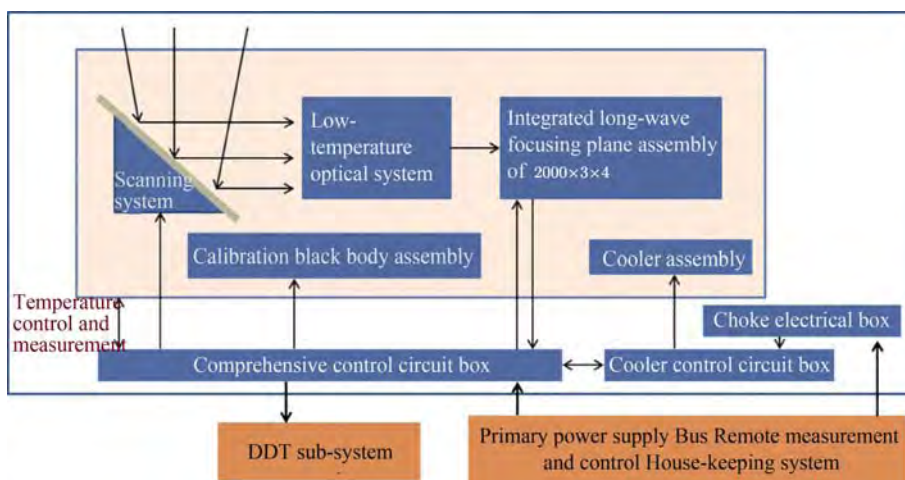 Low-
temperature
optical system
Integrated long-wave
focusing plane assembly
of 2000×3×4
Scanning
system
Calibration black body assembly
Cooler assembly
Temperature
control and
measurement
Choke electrical box
Comprehensive control circuit box
Cooler control circuit box
DDT sub-system
Primary power supply Bus Remote measurement
and control House-keeping system